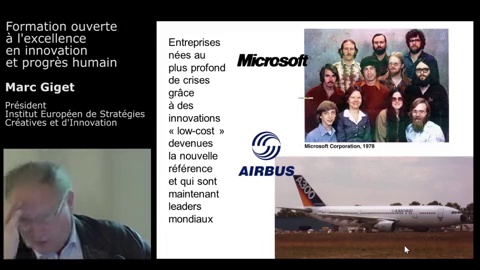 Formation ouverte
à l'excellence
en innovation
et progrès humain
Marc Giget
Président
Institut Européen de Stratégies
Créatives et d'Innovation
Entreprises
nées au
plus profond
de crises
grâce
à des
innovations
« low-cost »
devenues
la nouvelle
référence
et qui sont
maintenant
leaders
mondiaux
Microsoft
Microsoft Corporation, 1978
AIRBUS
A300